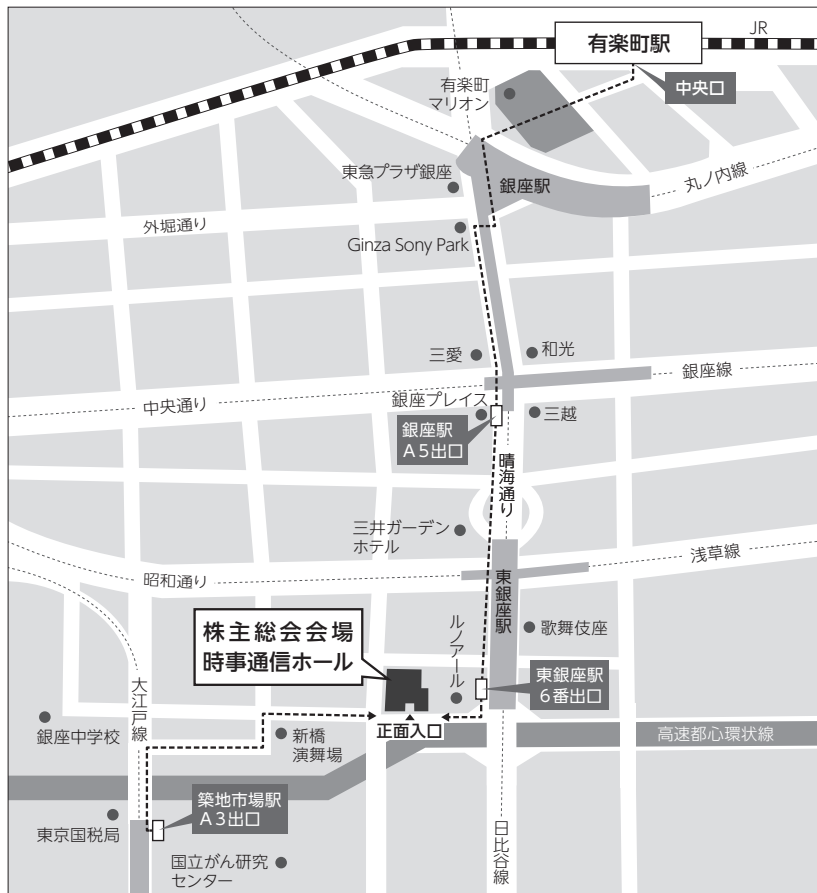 有楽町駅
JR
中央口
有楽町
マリオン
東急プラザ銀座
銀座駅
丸ノ内線
外堀通り
Ginza Sony Park
三愛
和光
銀座線
中央通り
銀座プレイス
三越
銀座駅
A5出口
晴海通り
三井ガーデン
ホテル
浅草線
昭和通り
東銀座駅
株主総会会場
時事通信ホール
ルノアール
歌舞伎座
東銀座駅
6番出口
大江戸線
銀座中学校
新橋
演舞場
正面入口
高速都心環状線
築地市場駅
A3出口
東京国税局
日比谷線
国立がん研究
センター